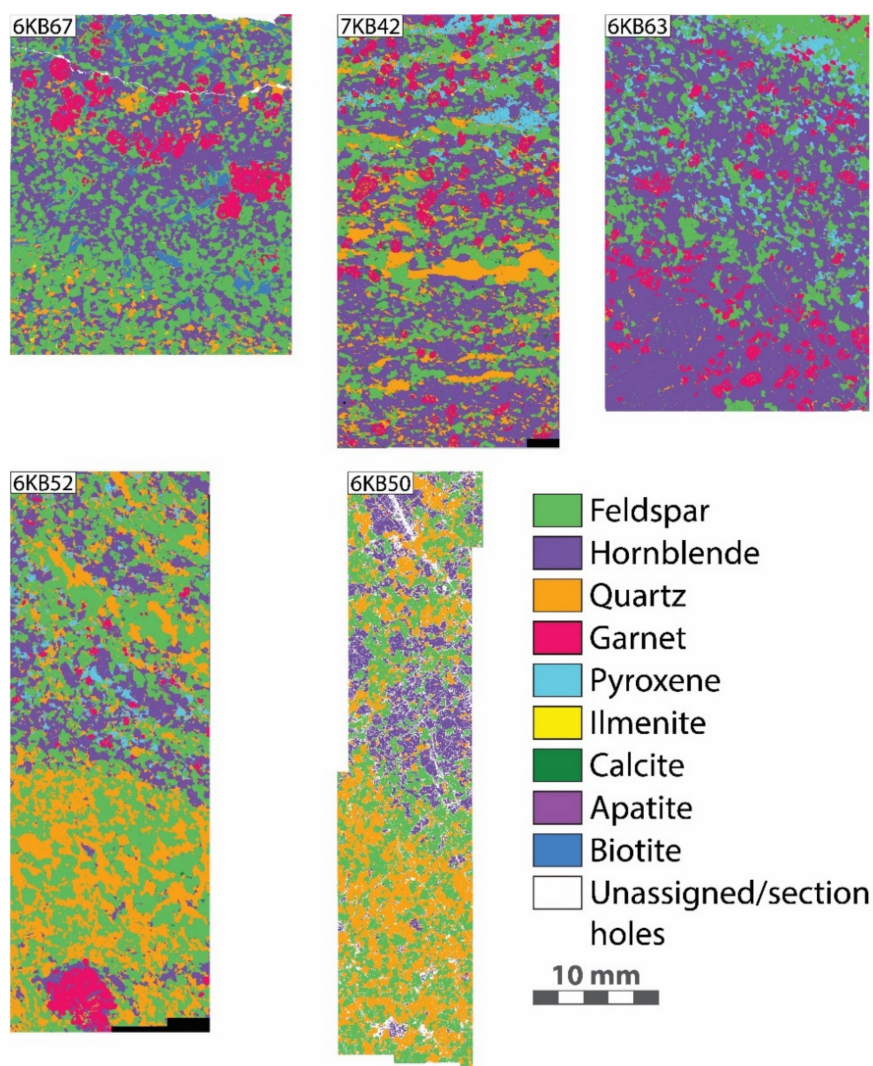 6KB67
7KB42
6KB63
6KB52
6KB50
Feldspar
Hornblende
Quartz
Garnet
Pyroxene
Ilmenite
Calcite
Apatite
Biotite
Unassigned/section
holes
10 mm